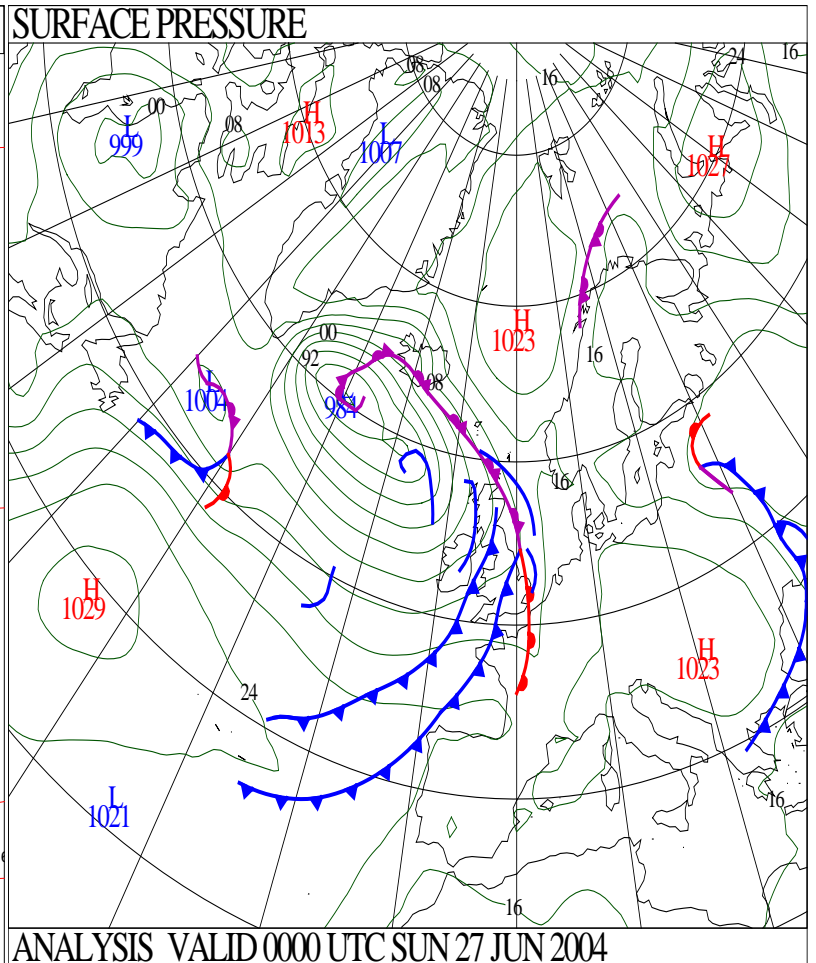 SURFACE PRESSURE
16
24
08
16
08
00
L
999
08
H
1013
L
1007
H
1027
00
H
1023
92
16
08
L
1004
984
16
H
1029
H
1023
24
L
1021
16
16
ANALYSIS VALID 0000 UTC SUN 27 JUN 2004